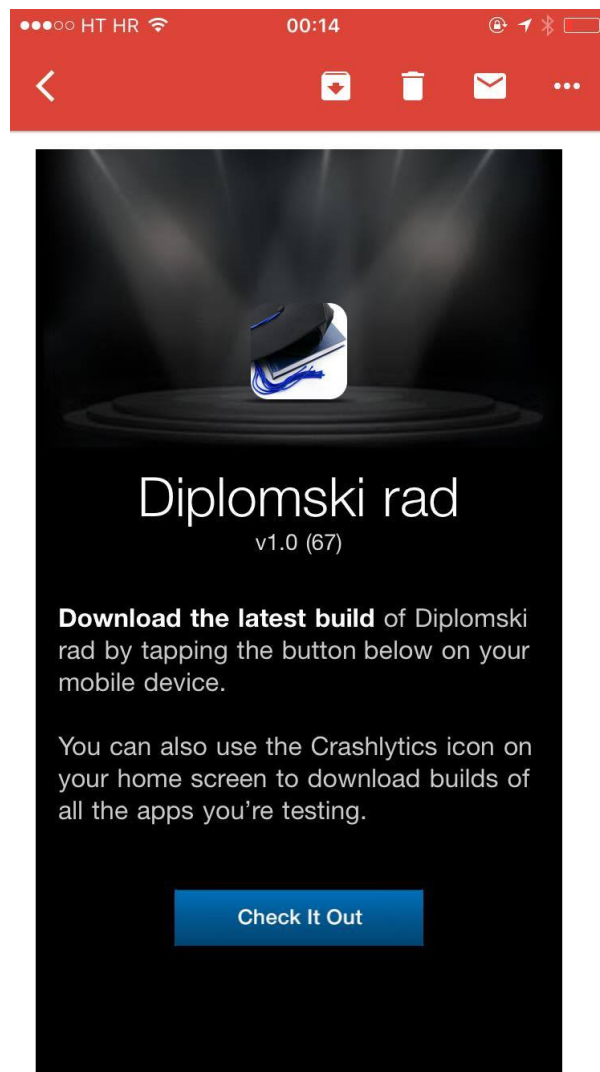 HT HR 00:14
Diplomski rad
v1.0 (67)
Download the latest build of Diplomski
rad by tapping the button below on your
mobile device.
You can also use the Crashlytics icon on
your home screen to download builds of
all the apps you’re testing.
Check It Out